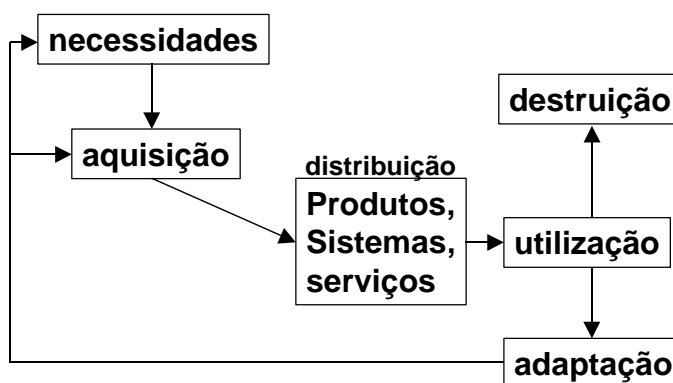 necessidades
destruição
aquisição
distribuição
Produtos,
Sistemas,
serviços
utilização
adaptação